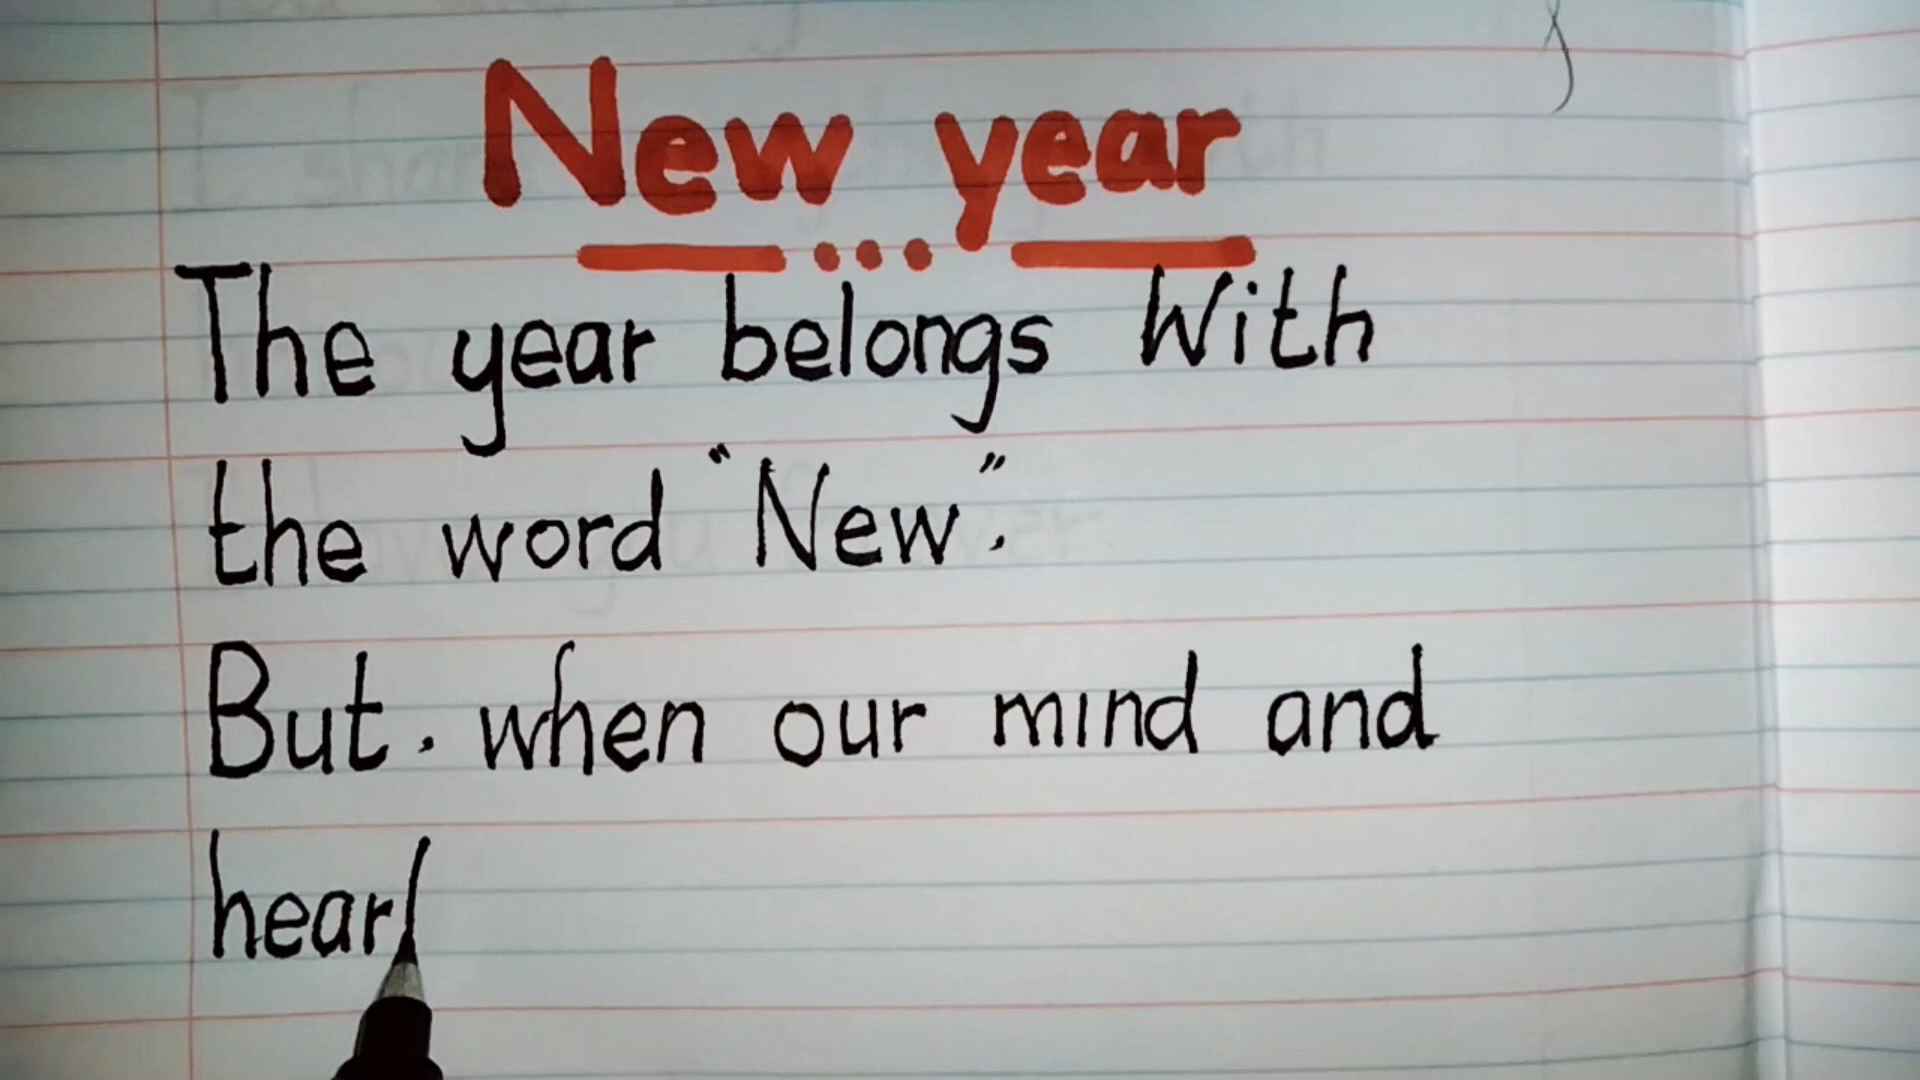 New year
The year belongs With
the word "New".
But. when our mind and
hear